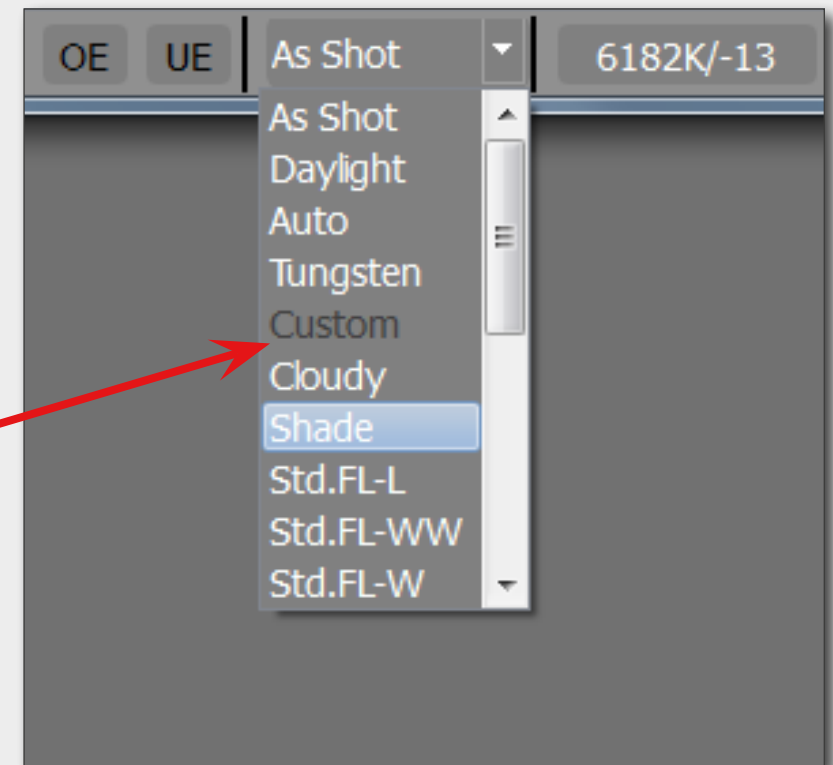 OE UE As Shot 6182K/-13
As Shot
Daylight
Auto
Tungsten
Custom
Cloudy
Shade
Std.FL-L
Std.FL-WW
Std.FL-W